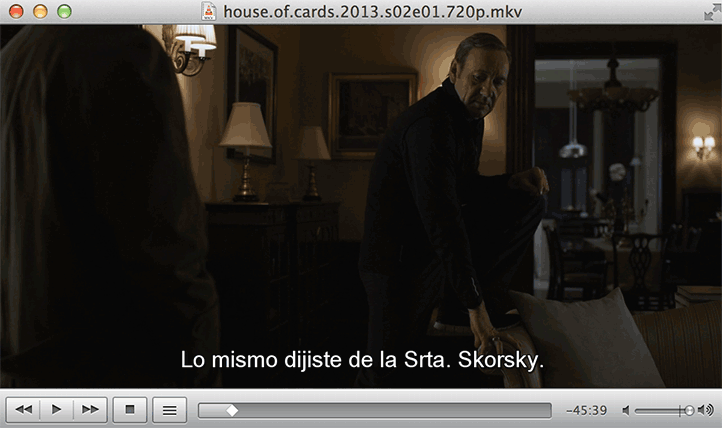 house.of.cards.2013.s02e01.720p.mkv
Lo mismo dijiste de la Srta. Skorsky.
-45:39